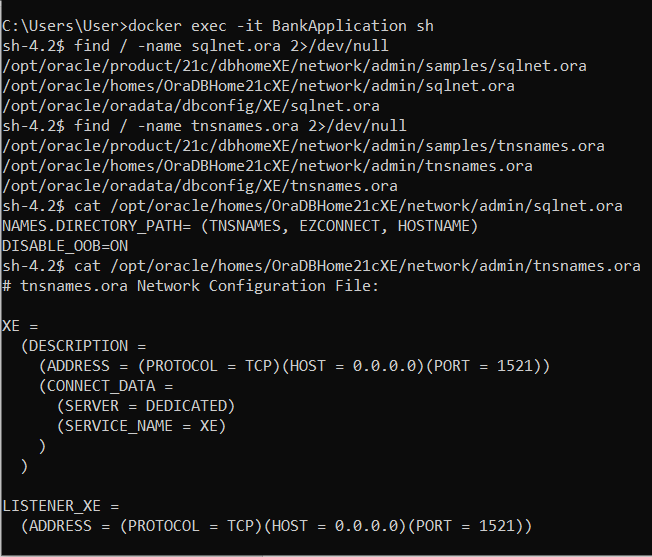 C:\Users\User>docker exec -it BankApplication sh
sh-4.2$ find / -name sqlnet.ora 2>/dev/null
/opt/oracle/product/21c/dbhomeXE/network/admin/samples/sqlnet.ora
/opt/oracle/homes/OraDBHome21cXE/network/admin/sqlnet.ora
/opt/oracle/oradata/dbconfig/XE/sqlnet.ora
sh-4.2$ find / -name tnsnames.ora 2>/dev/null
/opt/oracle/product/21c/dbhomeXE/network/admin/samples/tnsnames.ora
/opt/oracle/homes/OraDBHome21cXE/network/admin/tnsnames.ora
/opt/oracle/oradata/dbconfig/XE/tnsnames.ora
sh-4.2$ cat /opt/oracle/homes/OraDBHome21cXE/network/admin/sqlnet.ora
NAMES.DIRECTORY_PATH= (TNSNAMES, EZCONNECT, HOSTNAME)
DISABLE_OOB=ON
sh-4.2$ cat /opt/oracle/homes/OraDBHome21cXE/network/admin/tnsnames.ora
# tnsnames.ora Network Configuration File:

XE =
  (DESCRIPTION =
    (ADDRESS = (PROTOCOL = TCP)(HOST = 0.0.0.0)(PORT = 1521))
    (CONNECT_DATA =
      (SERVER = DEDICATED)
      (SERVICE_NAME = XE)
    )
  )

LISTENER_XE =
  (ADDRESS = (PROTOCOL = TCP)(HOST = 0.0.0.0)(PORT = 1521))